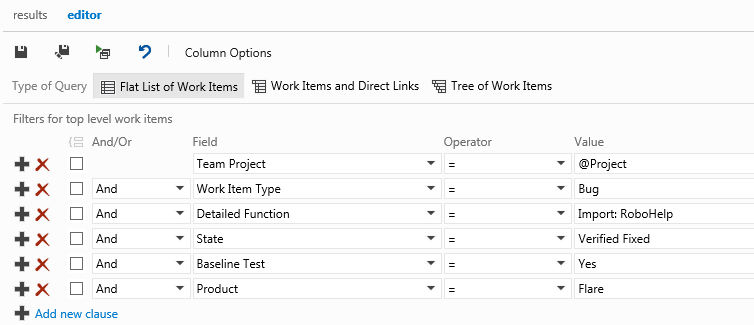 results editor
Column Options
Type of Query Flat List of Work Items Work Items and Direct Links Tree of Work Items
Filters for top level work items
And/Or Field Operator Value
Team Project = @Project
And Work Item Type = Bug
And Detailed Function = Import: RoboHelp
And State = Verified Fixed
And Baseline Test = Yes
And Product = Flare
Add new clause